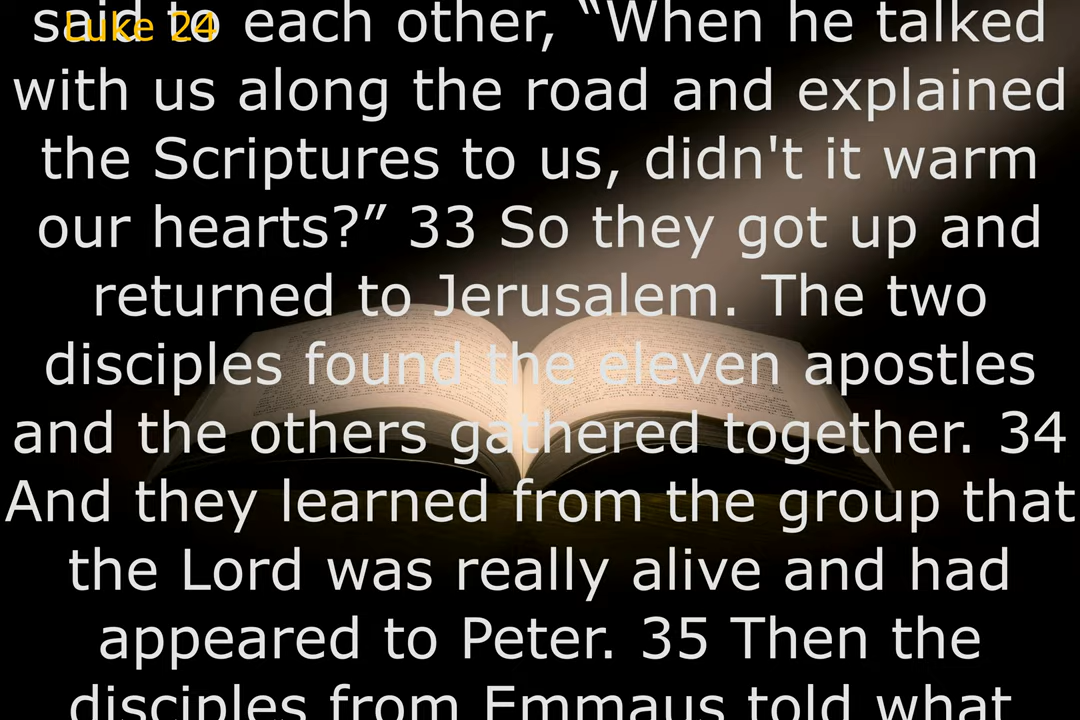 Luke 24
said to each other, “When he talked
with us along the road and explained
the Scriptures to us, didn't it warm
our hearts?” 33 So they got up and
returned to Jerusalem. The two
disciples found the eleven apostles
and the others gathered together. 34
And they learned from the group that
the Lord was really alive and had
appeared to Peter. 35 Then the
disciples from Emmaus told what